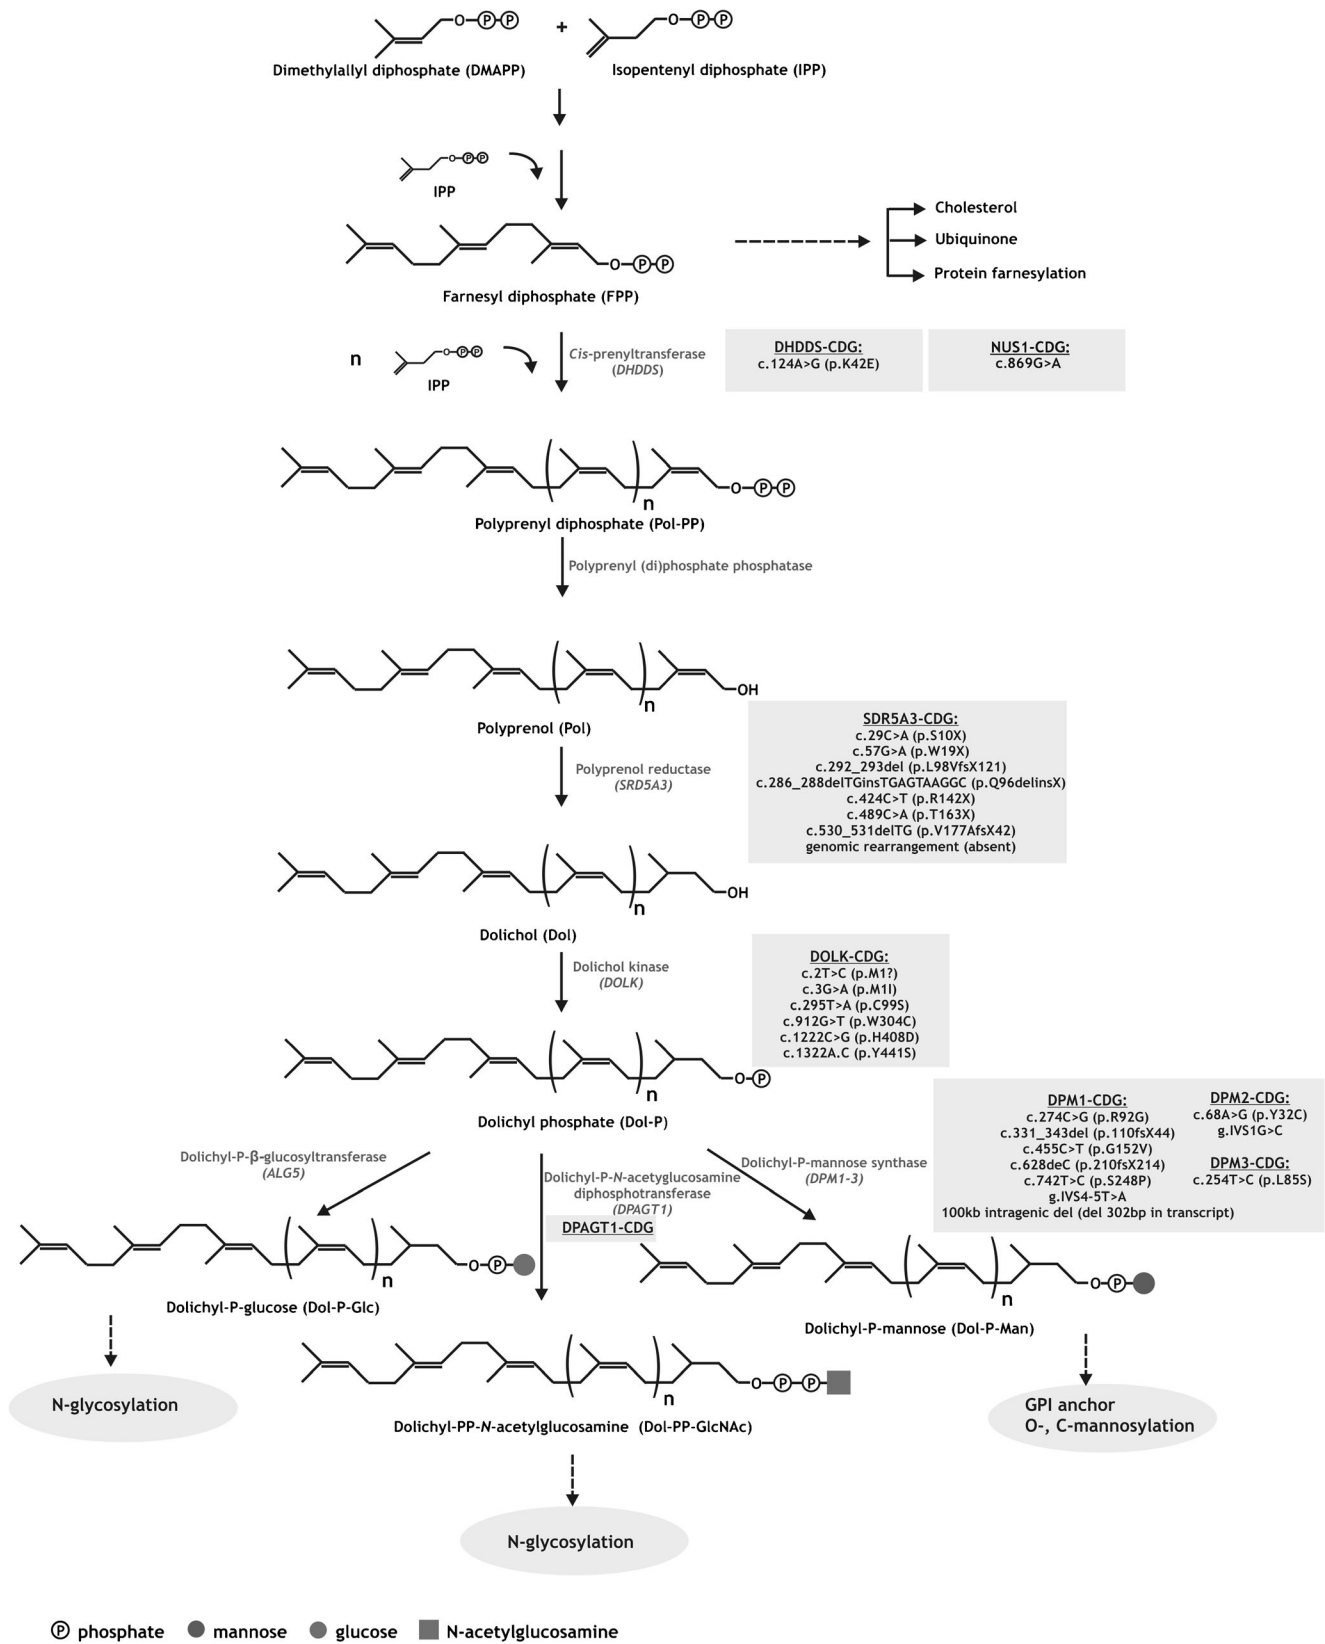 O P P + O P P
Dimethylallyl diphosphate (DMAPP)
Isopentenyl diphosphate (IPP)
O P P
IPP
Cholesterol
Ubiquinone
Protein farnesylation
O P P
Farnesyl diphosphate (FPP)
n
O P P
IPP
Cis-prenyltransferase
(DHDDS)
DHDDS-CDG:
c.124A>G (p.K42E)
NUS1-CDG:
c.869G>A
n
O P P
Polyprenyl diphosphate (Pol-PP)
Polyprenyl (di)phosphate phosphatase
n
OH
Polyprenol (Pol)
Polyprenol reductase
(SRD5A3)
SDR5A3-CDG:
c.29C>A (p.S10X)
c.57G>A (p.W19X)
c.292_293del (p.L98VfsX121)
c.286_288delTGinsTGAGTAAGGC (p.Q96delinsX)
c.424C>T (p.R142X)
c.489C>A (p.T163X)
c.530_531delTG (p.V177AfsX42)
genomic rearrangement (absent)
n
OH
Dolichol (Dol)
Dolichol kinase
(DOLK)
DOLK-CDG:
c.2T>C (p.M1?)
c.3G>A (p.M1I)
c.295T>A (p.C99S)
c.912G>T (p.W304C)
c.1222C>G (p.H408D)
c.1322A.C (p.Y441S)
n
O P
Dolichyl phosphate (Dol-P)
Dolichyl-P-β-glucosyltransferase
(ALG5)
Dolichyl-P-N-acetyglucosamine
diphosphotransferase
(DPAGT1)
DPAGT1-CDG
Dolichyl-P-mannose synthase
(DPM1-3)
DPM1-CDG:
c.274C>G (p.R92G)
c.331_343del (p.110fsX44)
c.455C>T (p.G152V)
c.628deC (p.210fsX214)
c.742T>C (p.S248P)
g.IVS4-5T>A
100kb intragenic del (del 302bp in transcript)
DPM2-CDG:
c.68A>G (p.Y32C)
g.IVS1G>C
DPM3-CDG:
c.254T>C (p.L85S)
n
O P
Dolichyl-P-glucose (Dol-P-Glc)
n
O P
Dolichyl-P-mannose (Dol-P-Man)
N-glycosylation
n
O P P
Dolichyl-PP-N-acetylglucosamine (Dol-PP-GlcNAc)
GPI anchor
O-, C-mannosylation
N-glycosylation
P phosphate mannose glucose N-acetylglucosamine